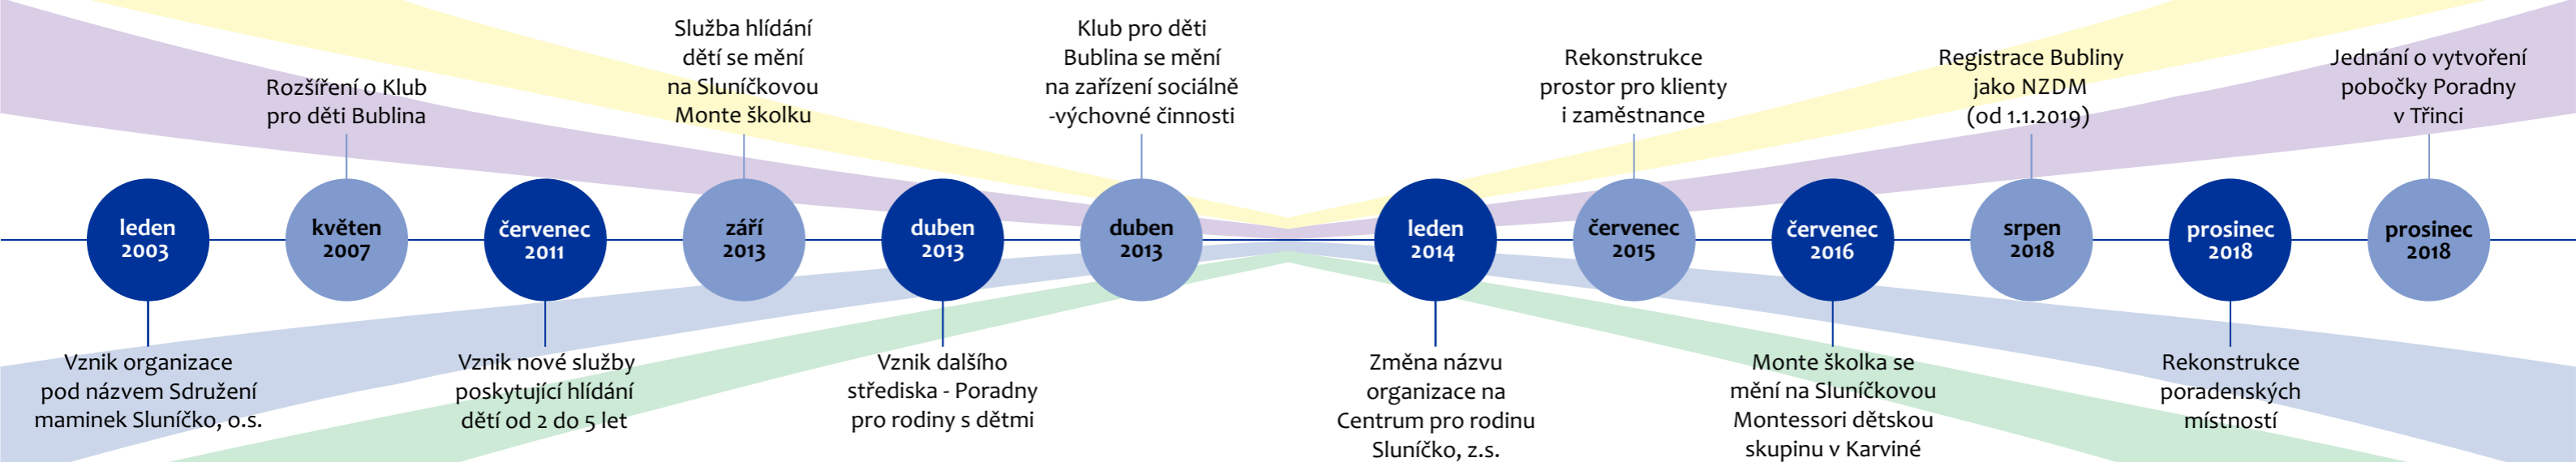 leden
2003
Vznik organizace
pod názvem Sdružení
maminek Sluníčko, o.s.
Rozšíření o Klub
pro děti Bublina
květen
2007
červenec
2011
Vznik nové služby
poskytující hlídání
dětí od 2 do 5 let
Služba hlídání
dětí se mění
na Sluníčkovou
Monte školku
září
2013
duben
2013
Vznik dalšího
střediska - Poradny
pro rodiny s dětmi
Klub pro děti
Bublina se mění
na zařízení sociálně
-výchovné činnosti
duben
2013
leden
2014
Změna názvu
organizace na
Centrum pro rodinu
Sluníčko, z.s.
Rekonstrukce
prostor pro klienty
i zaměstnance
červenec
2015
červenec
2016
Monte školka se
mění na Sluníčkovou
Montessori dětskou
skupinu v Karviné
Registrace Bubliny
jako NZDM
(od 1.1.2019)
srpen
2018
prosinec
2018
Rekonstrukce
poradenských
místností
Jednání o vytvoření
pobočky Poradny
v Třinci
prosinec
2018